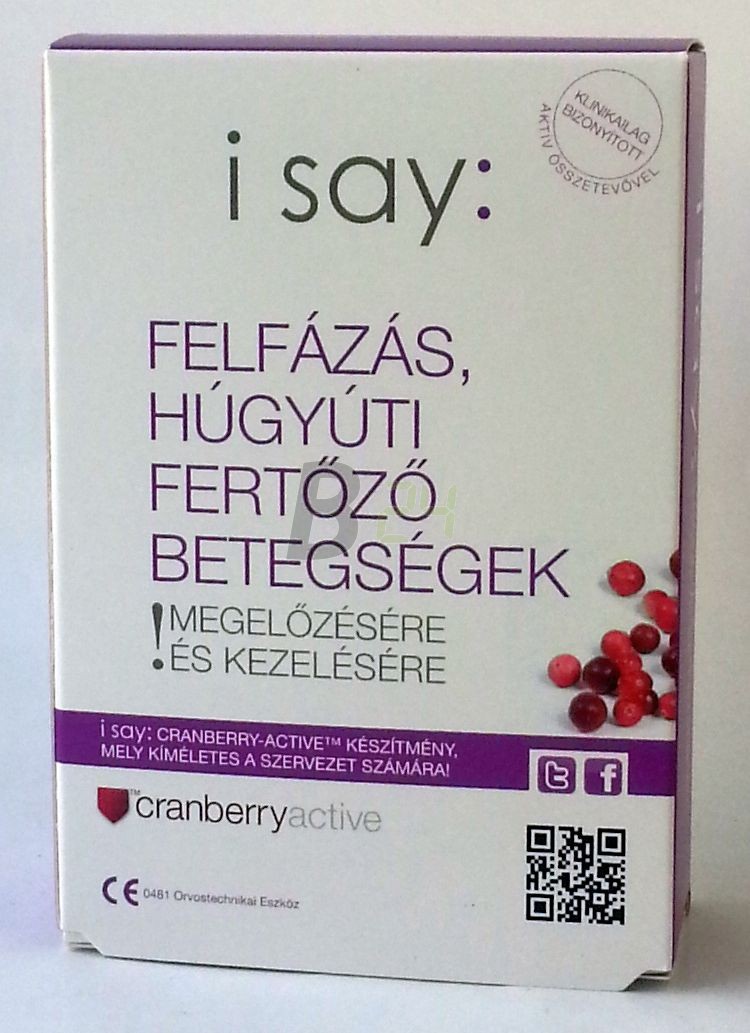 KLINIKAILAG
BIZONYÍTOTT
AKTÍV ÖSSZETEVŐVEL
i say:
FELFÁZÁS,
HÚGYÚTI
FERTŐZŐ
BETEGSÉGEK
! MEGELŐZÉSÉRE
ÉS KEZELÉSÉRE
i say: CRANBERRY-ACTIVE™ KÉSZÍTMÉNY,
MELY KÍMÉLETES A SZERVEZET SZÁMÁRA!
t f
™cranberryactive
CE 0481 Orvostechnikai Eszköz